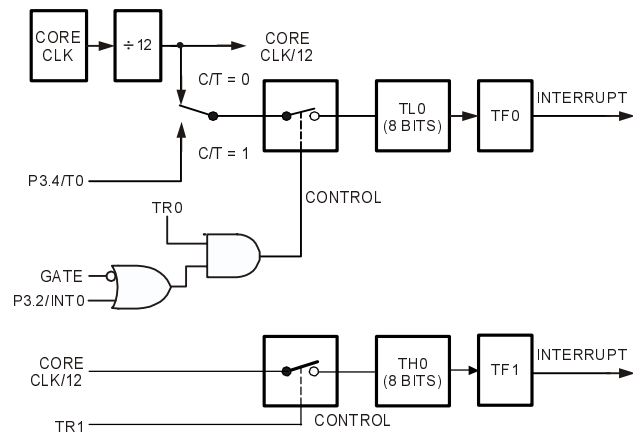 CORE
CLK
÷12
CORE
CLK/12
C/T = 0
C/T = 1
P3.4/T0
TL0
(8 BITS)
TF0
INTERRUPT
CONTROL
TR0
GATE
P3.2/INT0
CORE
CLK/12
TH0
(8 BITS)
TF1
INTERRUPT
CONTROL
TR1